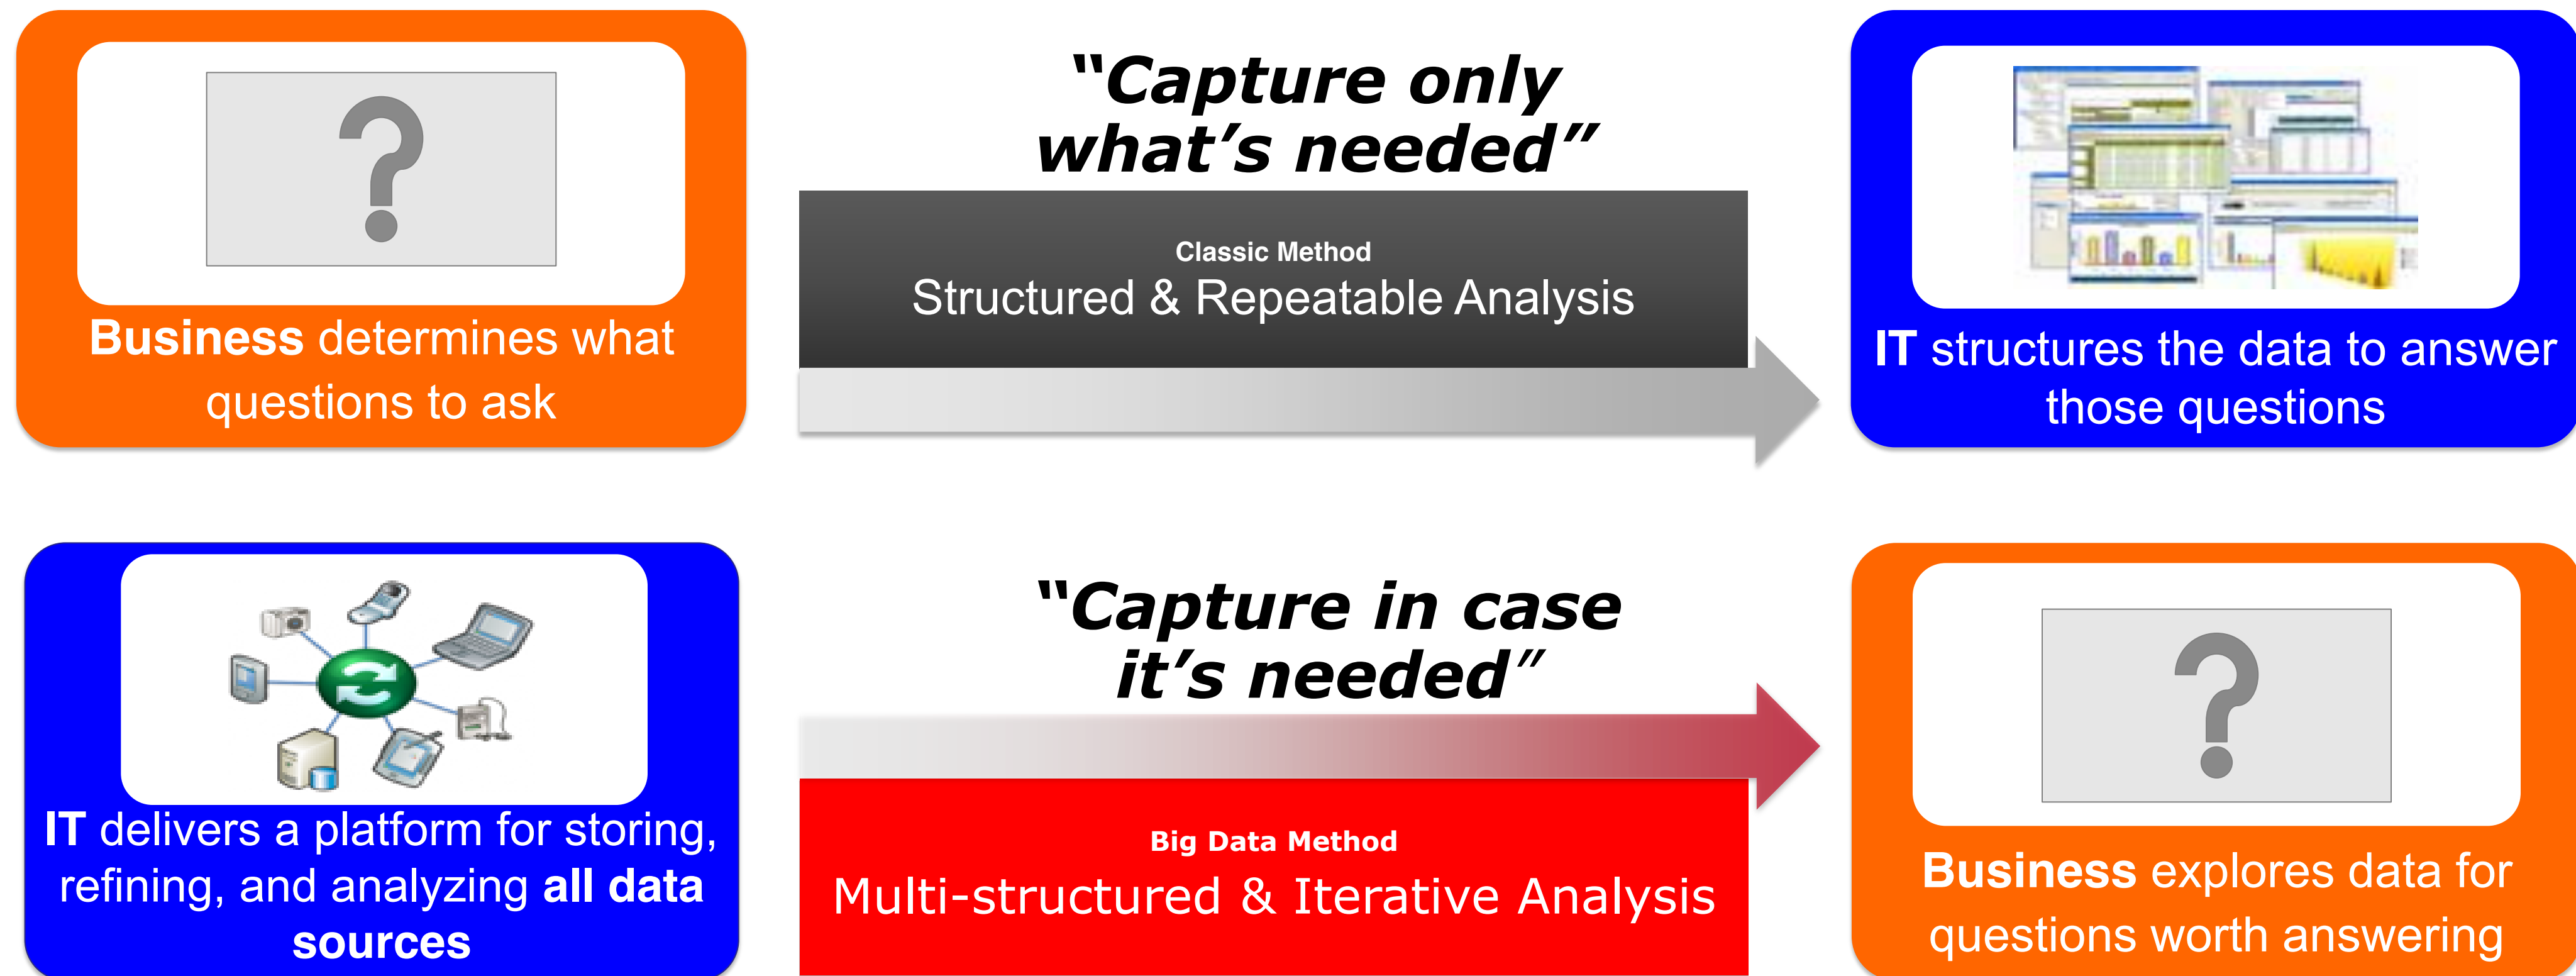 “Capture only
what’s needed”
Classic Method
Structured & Repeatable Analysis
Business determines what
questions to ask
IT structures the data to answer
those questions
“Capture in case
it’s needed”
Big Data Method
Multi-structured & Iterative Analysis
IT delivers a platform for storing,
refining, and analyzing all data
sources
Business explores data for
questions worth answering